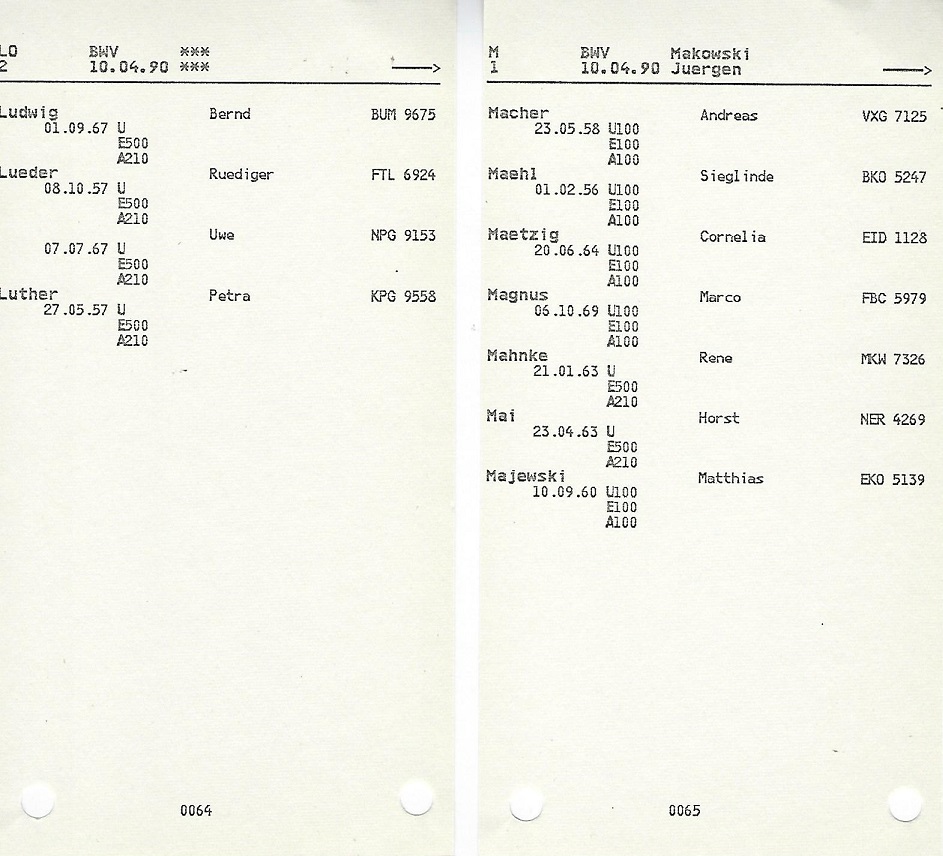 LO BWV ***
2 10.04.90 ***
Ludwig Bernd BUM 9675
01.09.67 U
E500
A210
Lueder Ruediger FTL 6924
08.10.57 U
E500
A210
Uwe NPG 9153
07.07.67 U
E500
A210
Luther Petra KPG 9558
27.05.57 U
E500
A210
0064
M BWV Makowski
1 10.04.90 Juergen
Macher Andreas VXG 7125
23.05.58 U100
E100
A100
Maehl Sieglinde BKO 5247
01.02.56 U100
E100
A100
Maetzig Cornelia EID 1128
20.06.64 U100
E100
A100
Magnus Marco FBC 5979
06.10.69 U100
E100
A100
Mahnke Rene MKW 7326
21.01.63 U
E500
A210
Mai Horst NER 4269
23.04.63 U
E500
A210
Majewski Matthias EKO 5139
10.09.60 U100
E100
A100
0065